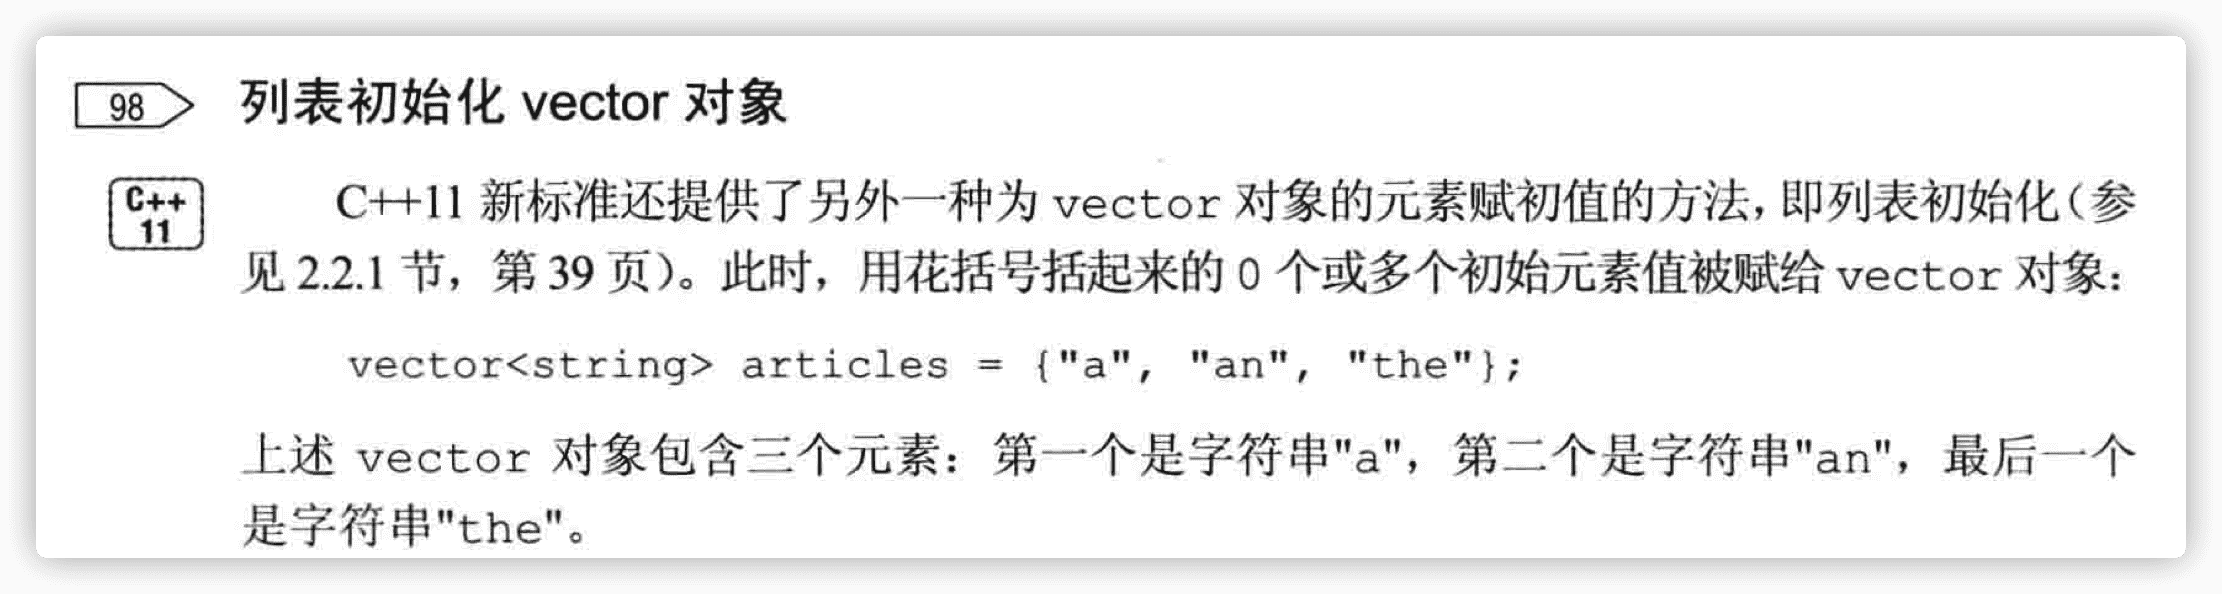 98 列表初始化 vector 对象
C++
11
C++11 新标准还提供了另外一种为 vector 对象的元素赋初值的方法，即列表初始化（参
见 2.2.1 节，第 39 页）。此时，用花括号括起来的 0 个或多个初始元素值被赋给 vector 对象：
vector<string> articles = {"a", "an", "the"};
上述 vector 对象包含三个元素：第一个是字符串"a"，第二个是字符串"an"，最后一个
是字符串"the"。